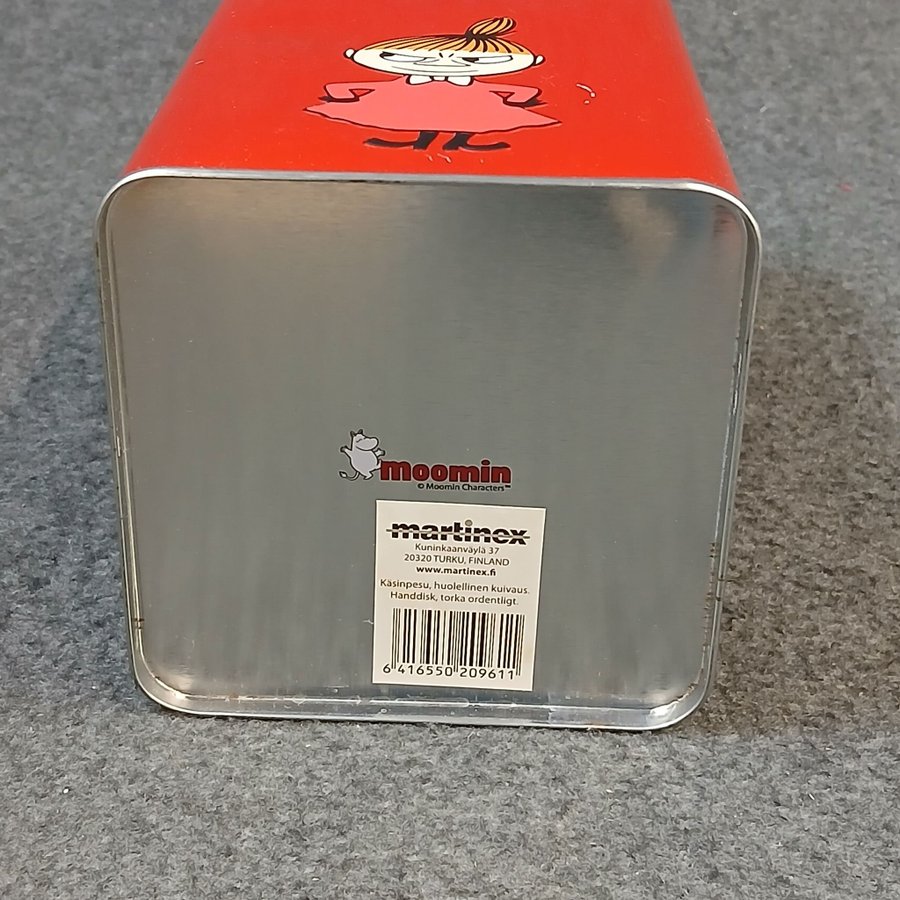 moomin
© Moomin Characters™
martinex
Kuninkaanväylä 37
20320 TURKU, FINLAND
www.martinex.fi
Käsinpesu, huolellinen kuivaus.
Handdisk, torka ordentligt.
6 416550 209611